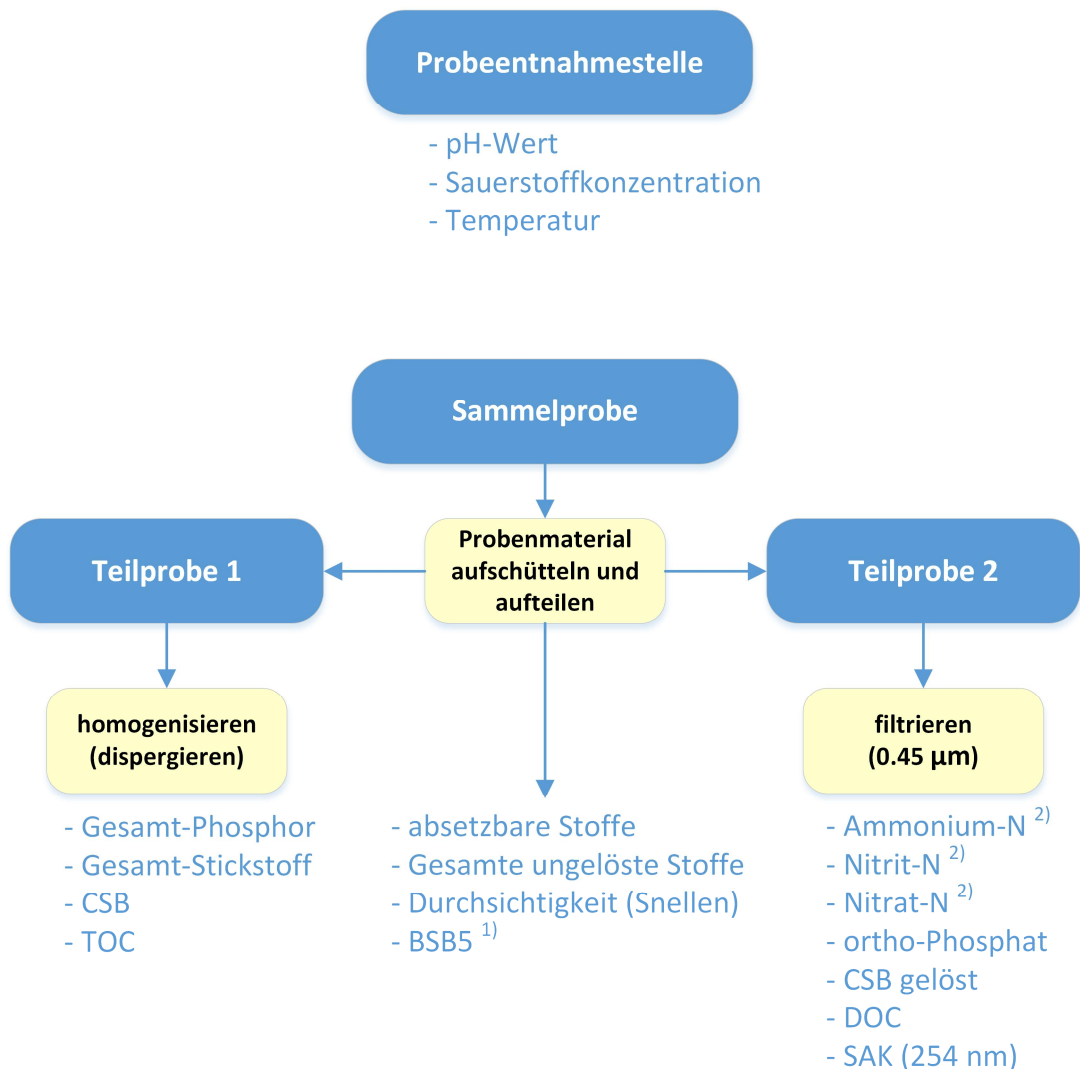 Probeentnahmestelle
- pH-Wert
- Sauerstoffkonzentration
- Temperatur
Sammelprobe
Teilprobe 1
Probenmaterial
aufschütteln und
aufteilen
Teilprobe 2
homogenisieren
(dispergieren)
filtrieren
(0.45 µm)
- Gesamt-Phosphor
- Gesamt-Stickstoff
- CSB
- TOC
- absetzbare Stoffe
- Gesamte ungelöste Stoffe
- Durchsichtigkeit (Snellen)
- BSB5 1)
- Ammonium-N 2)
- Nitrit-N 2)
- Nitrat-N 2)
- ortho-Phosphat
- CSB gelöst
- DOC
- SAK (254 nm)